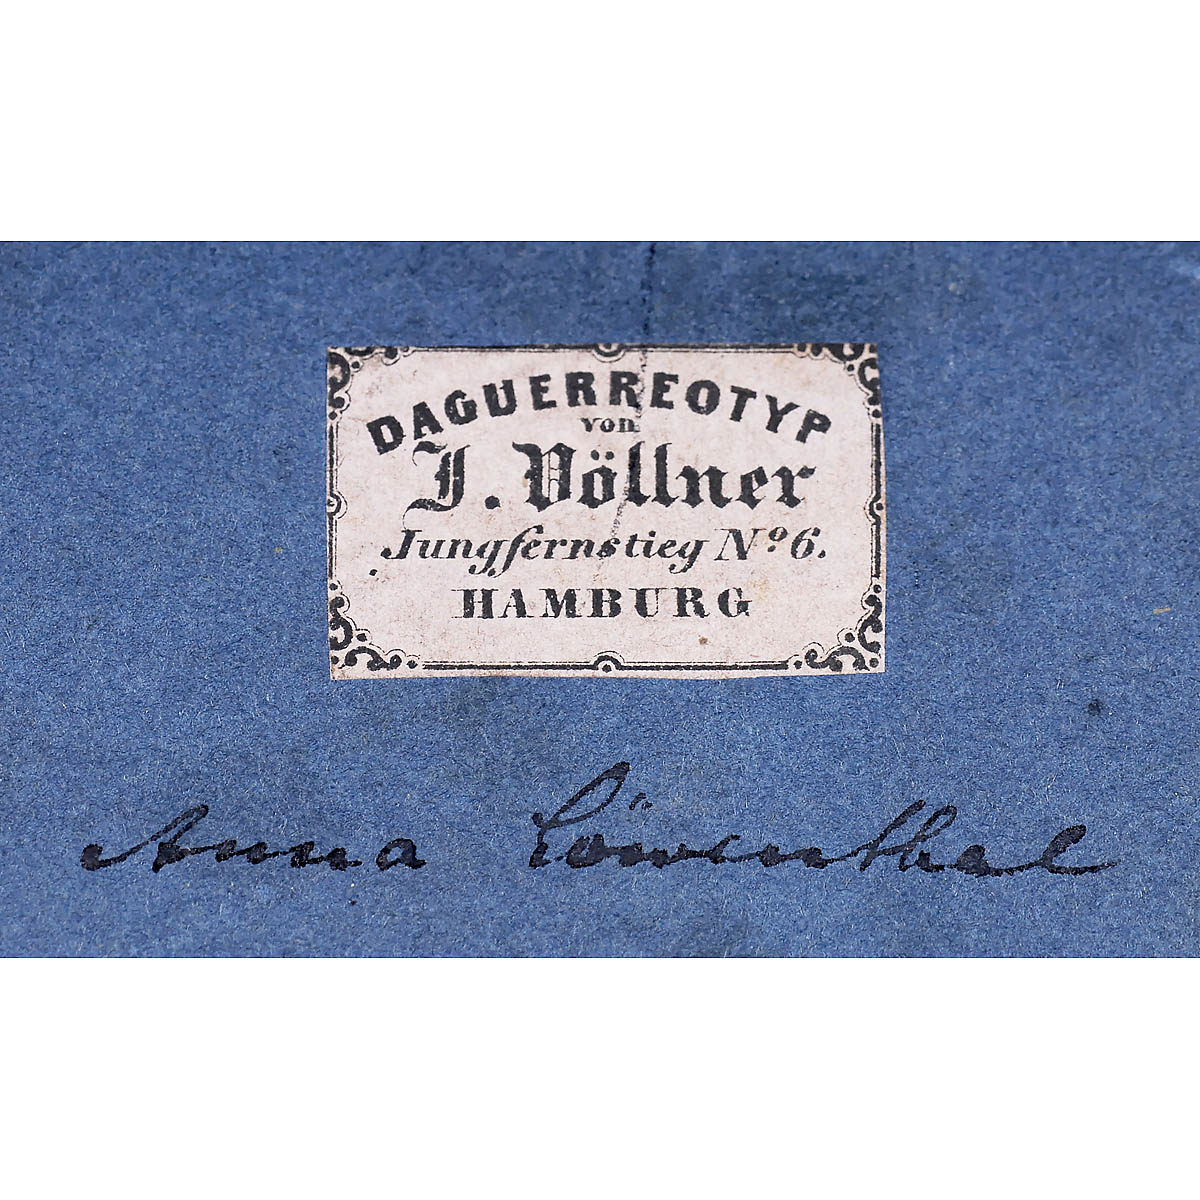 DAGUERREOTYP
von
J. Völlner
Jungfernstieg Nº 6.
HAMBURG
Anna Löwenthal